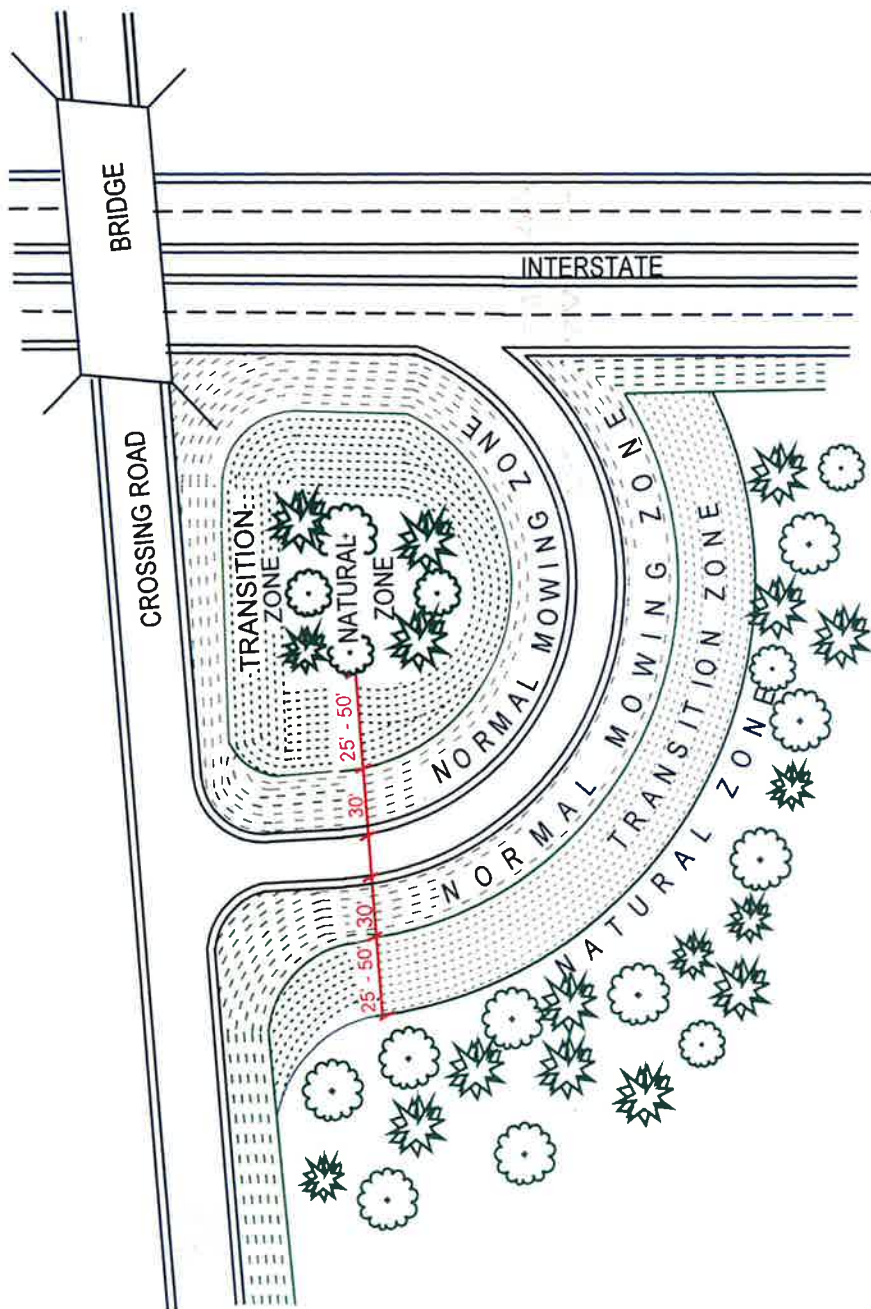 BRIDGE
INTERSTATE
CROSSING ROAD
TRANSITION
ZONE
NATURAL
ZONE
NORMAL MOWING ZONE
25' - 50'
30'
NORMAL MOWING ZONE
30'
TRANSITION ZONE
25' - 50'
NATURAL ZONE